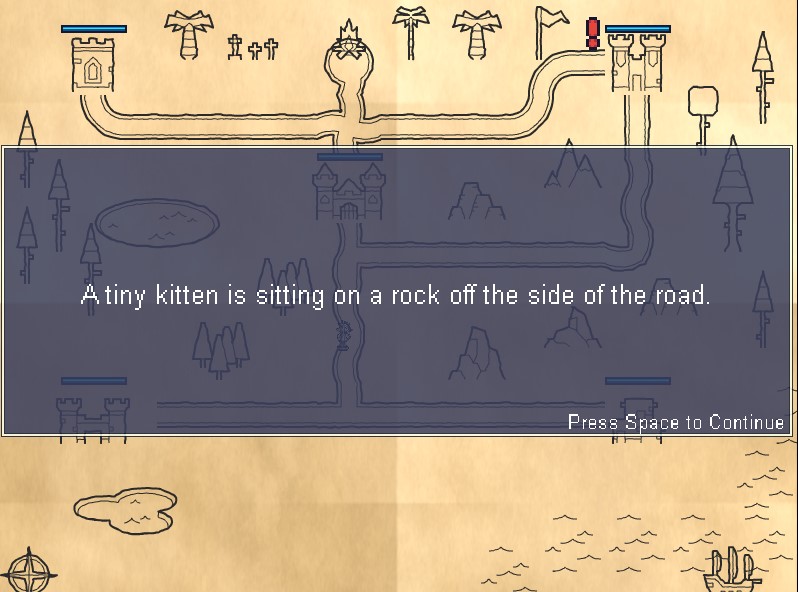 A tiny kitten is sitting on a rock off the side of the road.
Press Space to Continue